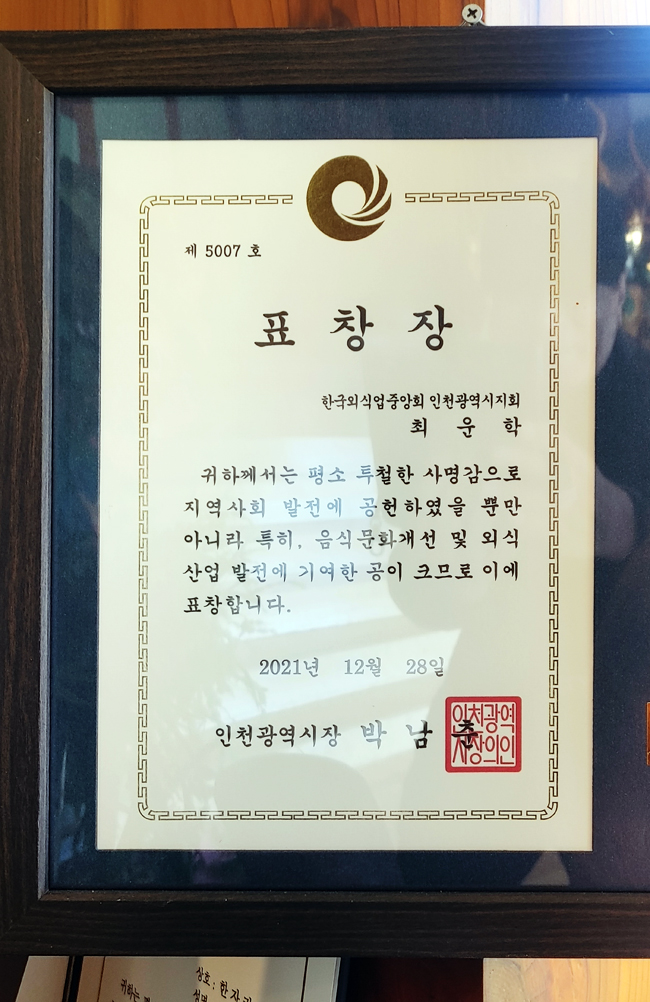 제 5007 호
표 창 장
한국외식업중앙회 인천광역시지회
최 운 학
귀하께서는 평소 투철한 사명감으로
지역사회 발전에 공헌하였을 뿐만
아니라 특히, 음식문화개선 및 외식
산업 발전에 기여한 공이 크므로 이에
표창합니다.
2021년 12월 28일
인천광역시장 박 남 춘
인천광역
시장의인
상호 : 한
귀하는